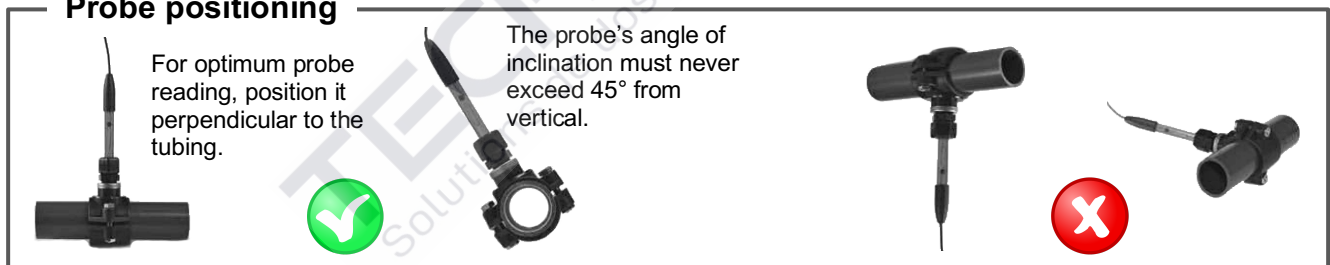 Probe positioning
For optimum probe
reading, position it
perpendicular to the
tubing.
The probe's angle of
inclination must never
exceed 45° from
vertical.